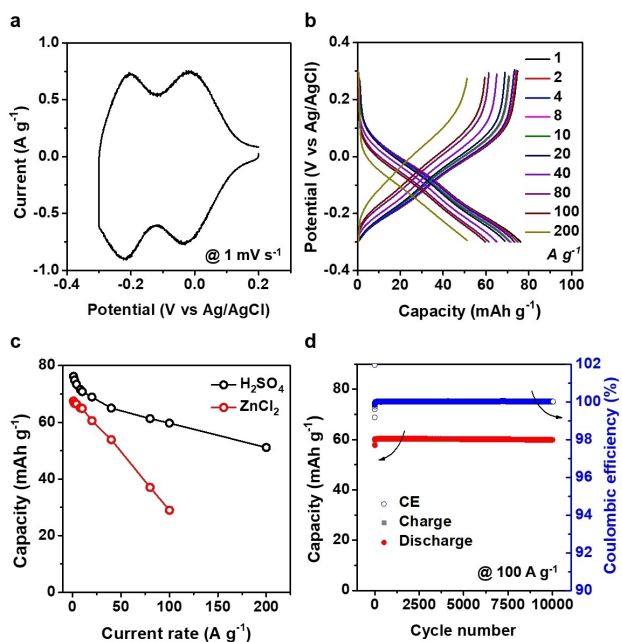 a
1.0
0.5
0.0
-0.5
-1.0
Current (A g⁻¹)
@ 1 mV s⁻¹
-0.4 -0.2 0.0 0.2
Potential (V vs Ag/AgCl)
b
0.4
0.2
0.0
-0.2
-0.4
Potential (V vs Ag/AgCl)
1
2
4
8
10
20
40
80
100
200
A g⁻¹
0 20 40 60 80 100
Capacity (mAh g⁻¹)
c
80
60
40
20
0
Capacity (mAh g⁻¹)
H₂SO₄
ZnCl₂
0 50 100 150 200
Current rate (A g⁻¹)
d
80
60
40
20
0
Capacity (mAh g⁻¹)
CE
Charge
Discharge
@ 100 A g⁻¹
0 2500 5000 7500 10000
Cycle number
102
100
98
96
94
92
90
Coulombic efficiency (%)